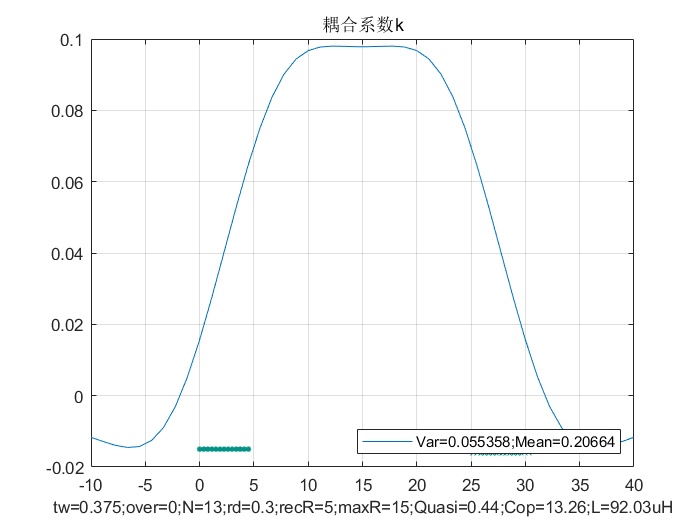 耦合系数k
0.1
0.08
0.06
0.04
0.02
0
-0.02
Var=0.055358;Mean=0.20664
-10 -5 0 5 10 15 20 25 30 35 40
tw=0.375;over=0;N=13;rd=0.3;recR=5;maxR=15;Quasi=0.44;Cop=13.26;L=92.03uH